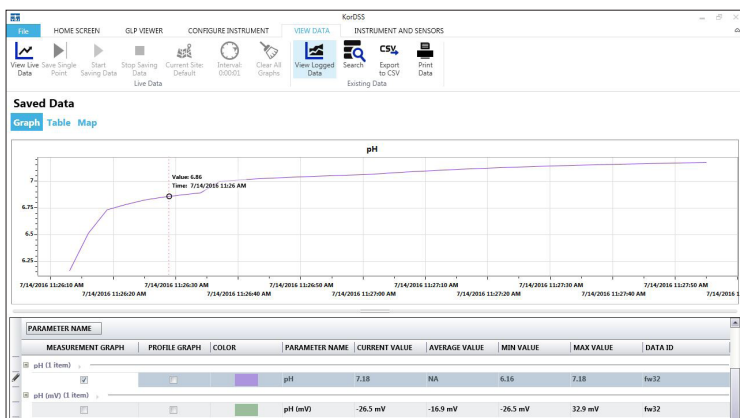 KorDSS
File HOME SCREEN GLP VIEWER CONFIGURE INSTRUMENT VIEW DATA INSTRUMENT AND SENSORS
View Live Data
Save Single Point
Start Saving Data
Stop Saving Data
Current Site: Default
Interval: 0:00:01
Clear All Graphs
View Logged Data
Search
CSV
Export to CSV
Print Data
Live Data
Existing Data
Saved Data
Graph Table Map
pH
Value: 6.86
Time: 7/14/2016 11:26 AM
7
6.75
6.5
6.25
7/14/2016 11:26:10 AM 7/14/2016 11:26:30 AM 7/14/2016 11:26:50 AM 7/14/2016 11:27:10 AM 7/14/2016 11:27:30 AM 7/14/2016 11:27:50 AM
7/14/2016 11:26:20 AM 7/14/2016 11:26:40 AM 7/14/2016 11:27:00 AM 7/14/2016 11:27:20 AM 7/14/2016 11:27:40 AM 7/14/2016 1
PARAMETER NAME
MEASUREMENT GRAPH PROFILE GRAPH COLOR PARAMETER NAME CURRENT VALUE AVERAGE VALUE MIN VALUE MAX VALUE DATA ID
pH (1 item)
pH 7.18 NA 6.16 7.18 fw32
pH (mV) (1 item)
pH (mV) -26.5 mV -16.9 mV -26.5 mV 32.9 mV fw32